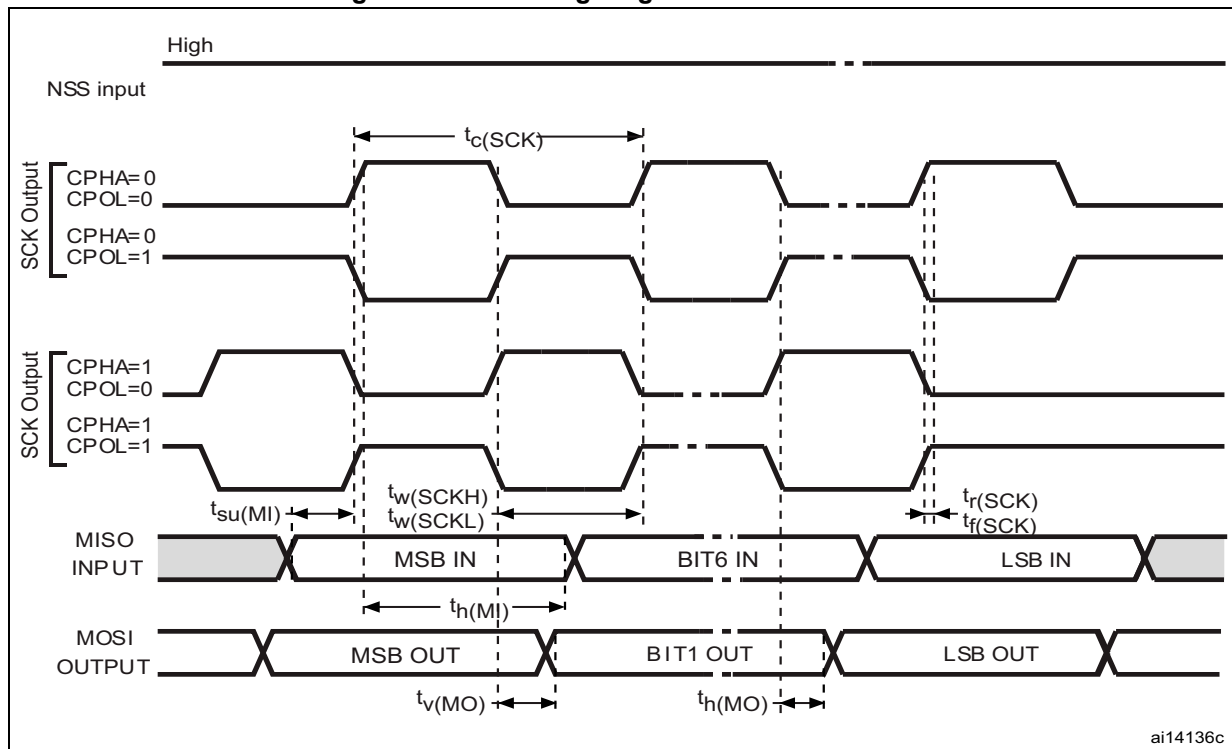 High
NSS input
tc(SCK)
SCK Output
CPHA=0
CPOL=0
CPHA=0
CPOL=1
SCK Output
CPHA=1
CPOL=0
CPHA=1
CPOL=1
tsu(MI)
tw(SCKH)
tw(SCKL)
tr(SCK)
tf(SCK)
MISO
INPUT
MSB IN
BIT6 IN
LSB IN
th(MI)
MOSI
OUTPUT
MSB OUT
BIT1 OUT
LSB OUT
tv(MO)
th(MO)
ai14136c